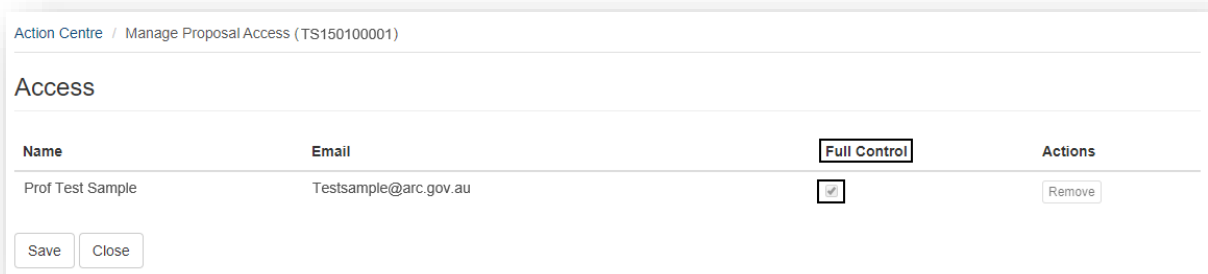 Action Centre / Manage Proposal Access (TS150100001)
Access
Name Email Full Control Actions
Prof Test Sample Testsample@arc.gov.au Remove
Save Close